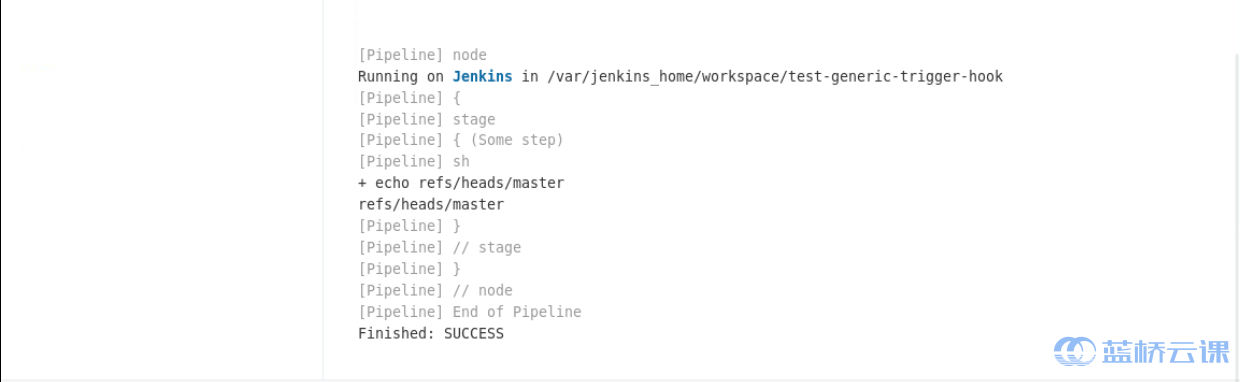 [Pipeline] node
Running on Jenkins in /var/jenkins_home/workspace/test-generic-trigger-hook
[Pipeline] {
[Pipeline] stage
[Pipeline] { (Some step)
[Pipeline] sh
+ echo refs/heads/master
refs/heads/master
[Pipeline] }
[Pipeline] // stage
[Pipeline] }
[Pipeline] // node
[Pipeline] End of Pipeline
Finished: SUCCESS
蓝桥云课